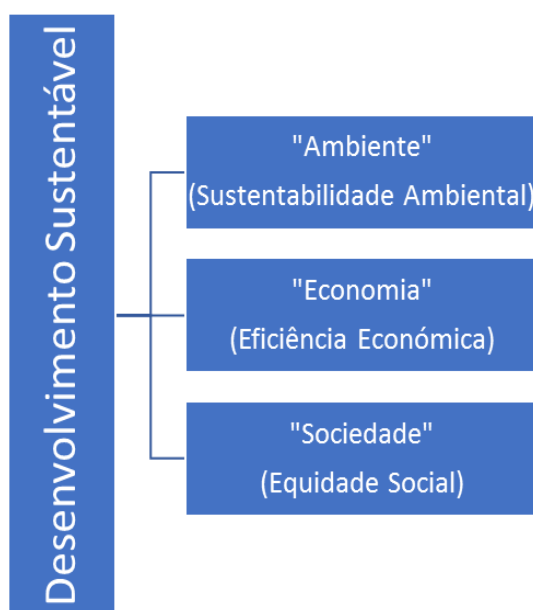 Desenvolvimento Sustentável
"Ambiente"
(Sustentabilidade Ambiental)
"Economia"
(Eficiência Económica)
"Sociedade"
(Equidade Social)